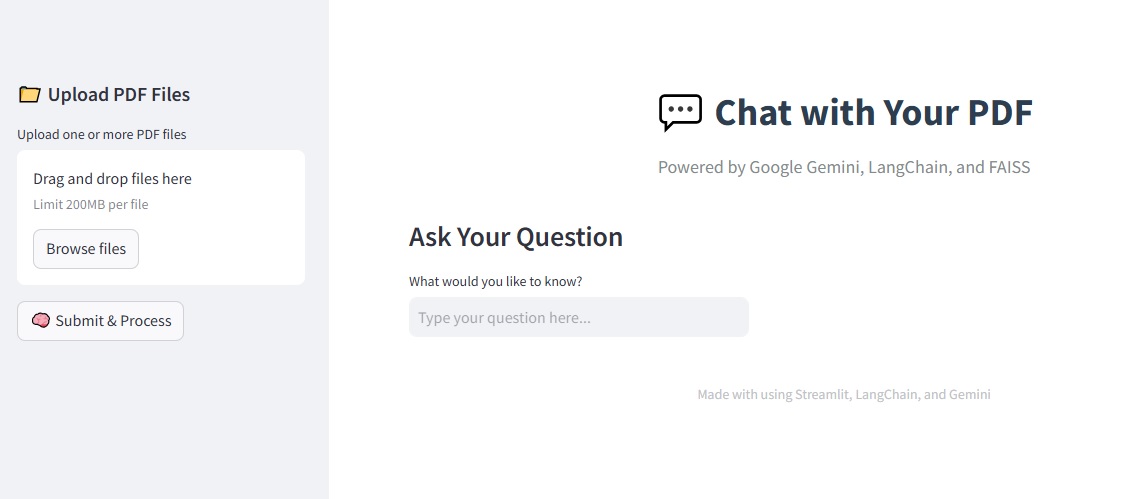 Upload PDF Files
Upload one or more PDF files
Drag and drop files here
Limit 200MB per file
Browse files
Submit & Process
Chat with Your PDF
Powered by Google Gemini, LangChain, and FAISS
Ask Your Question
What would you like to know?
Type your question here...
Made with using Streamlit, LangChain, and Gemini